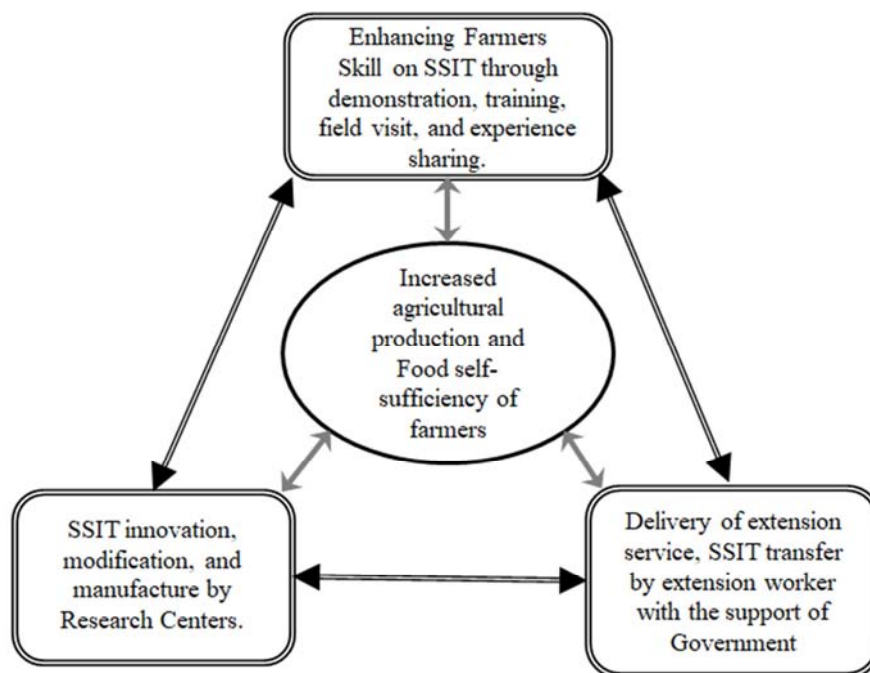 Enhancing Farmers
Skill on SSIT through
demonstration, training,
field visit, and experience
sharing.
Increased
agricultural
production and
Food self-
sufficiency of
farmers
SSIT innovation,
modification, and
manufacture by
Research Centers.
Delivery of extension
service, SSIT transfer
by extension worker
with the support of
Government